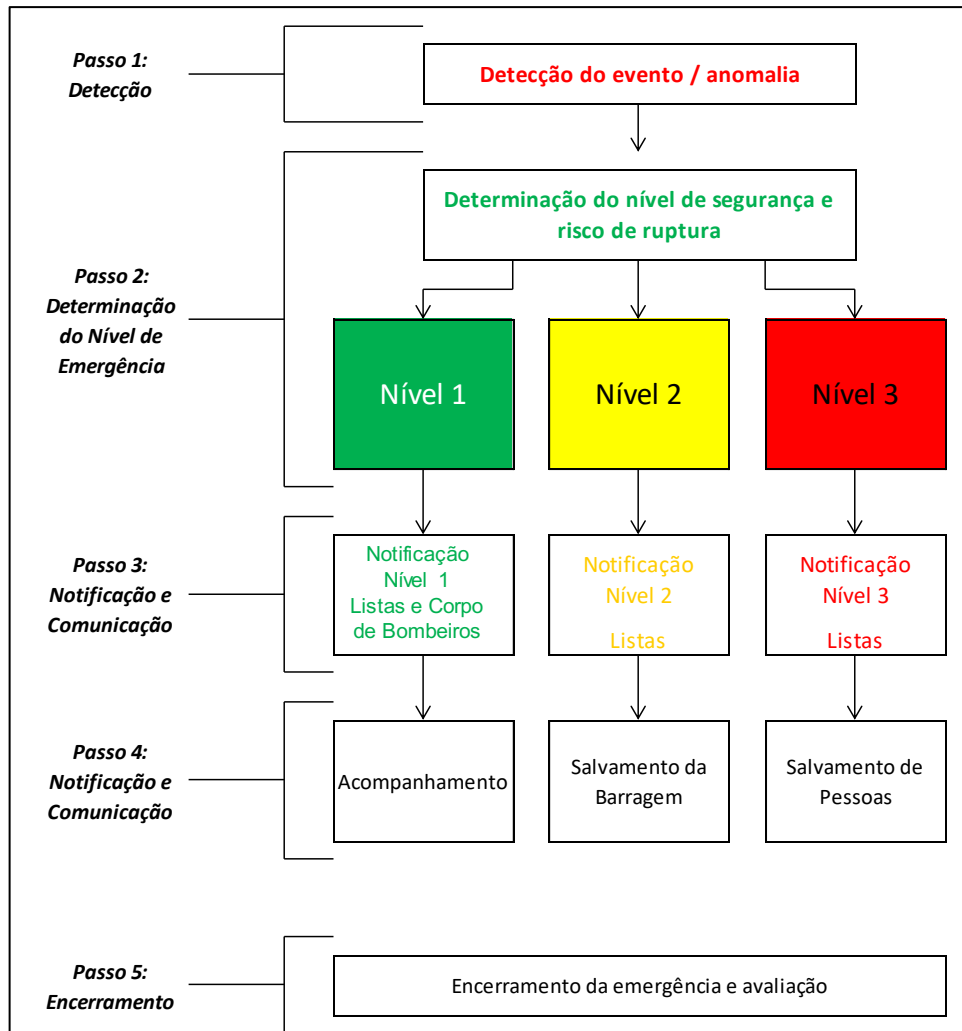 Passo 1:
Detecção
Detecção do evento / anomalia
Passo 2:
Determinação
do Nível de
Emergência
Determinação do nível de segurança e
risco de ruptura
Nível 1
Nível 2
Nível 3
Passo 3:
Notificação e
Comunicação
Notificação
Nível 1
Listas e Corpo
de Bombeiros
Notificação
Nível 2
Listas
Notificação
Nível 3
Listas
Passo 4:
Notificação e
Comunicação
Acompanhamento
Salvamento da
Barragem
Salvamento de
Pessoas
Passo 5:
Encerramento
Encerramento da emergência e avaliação